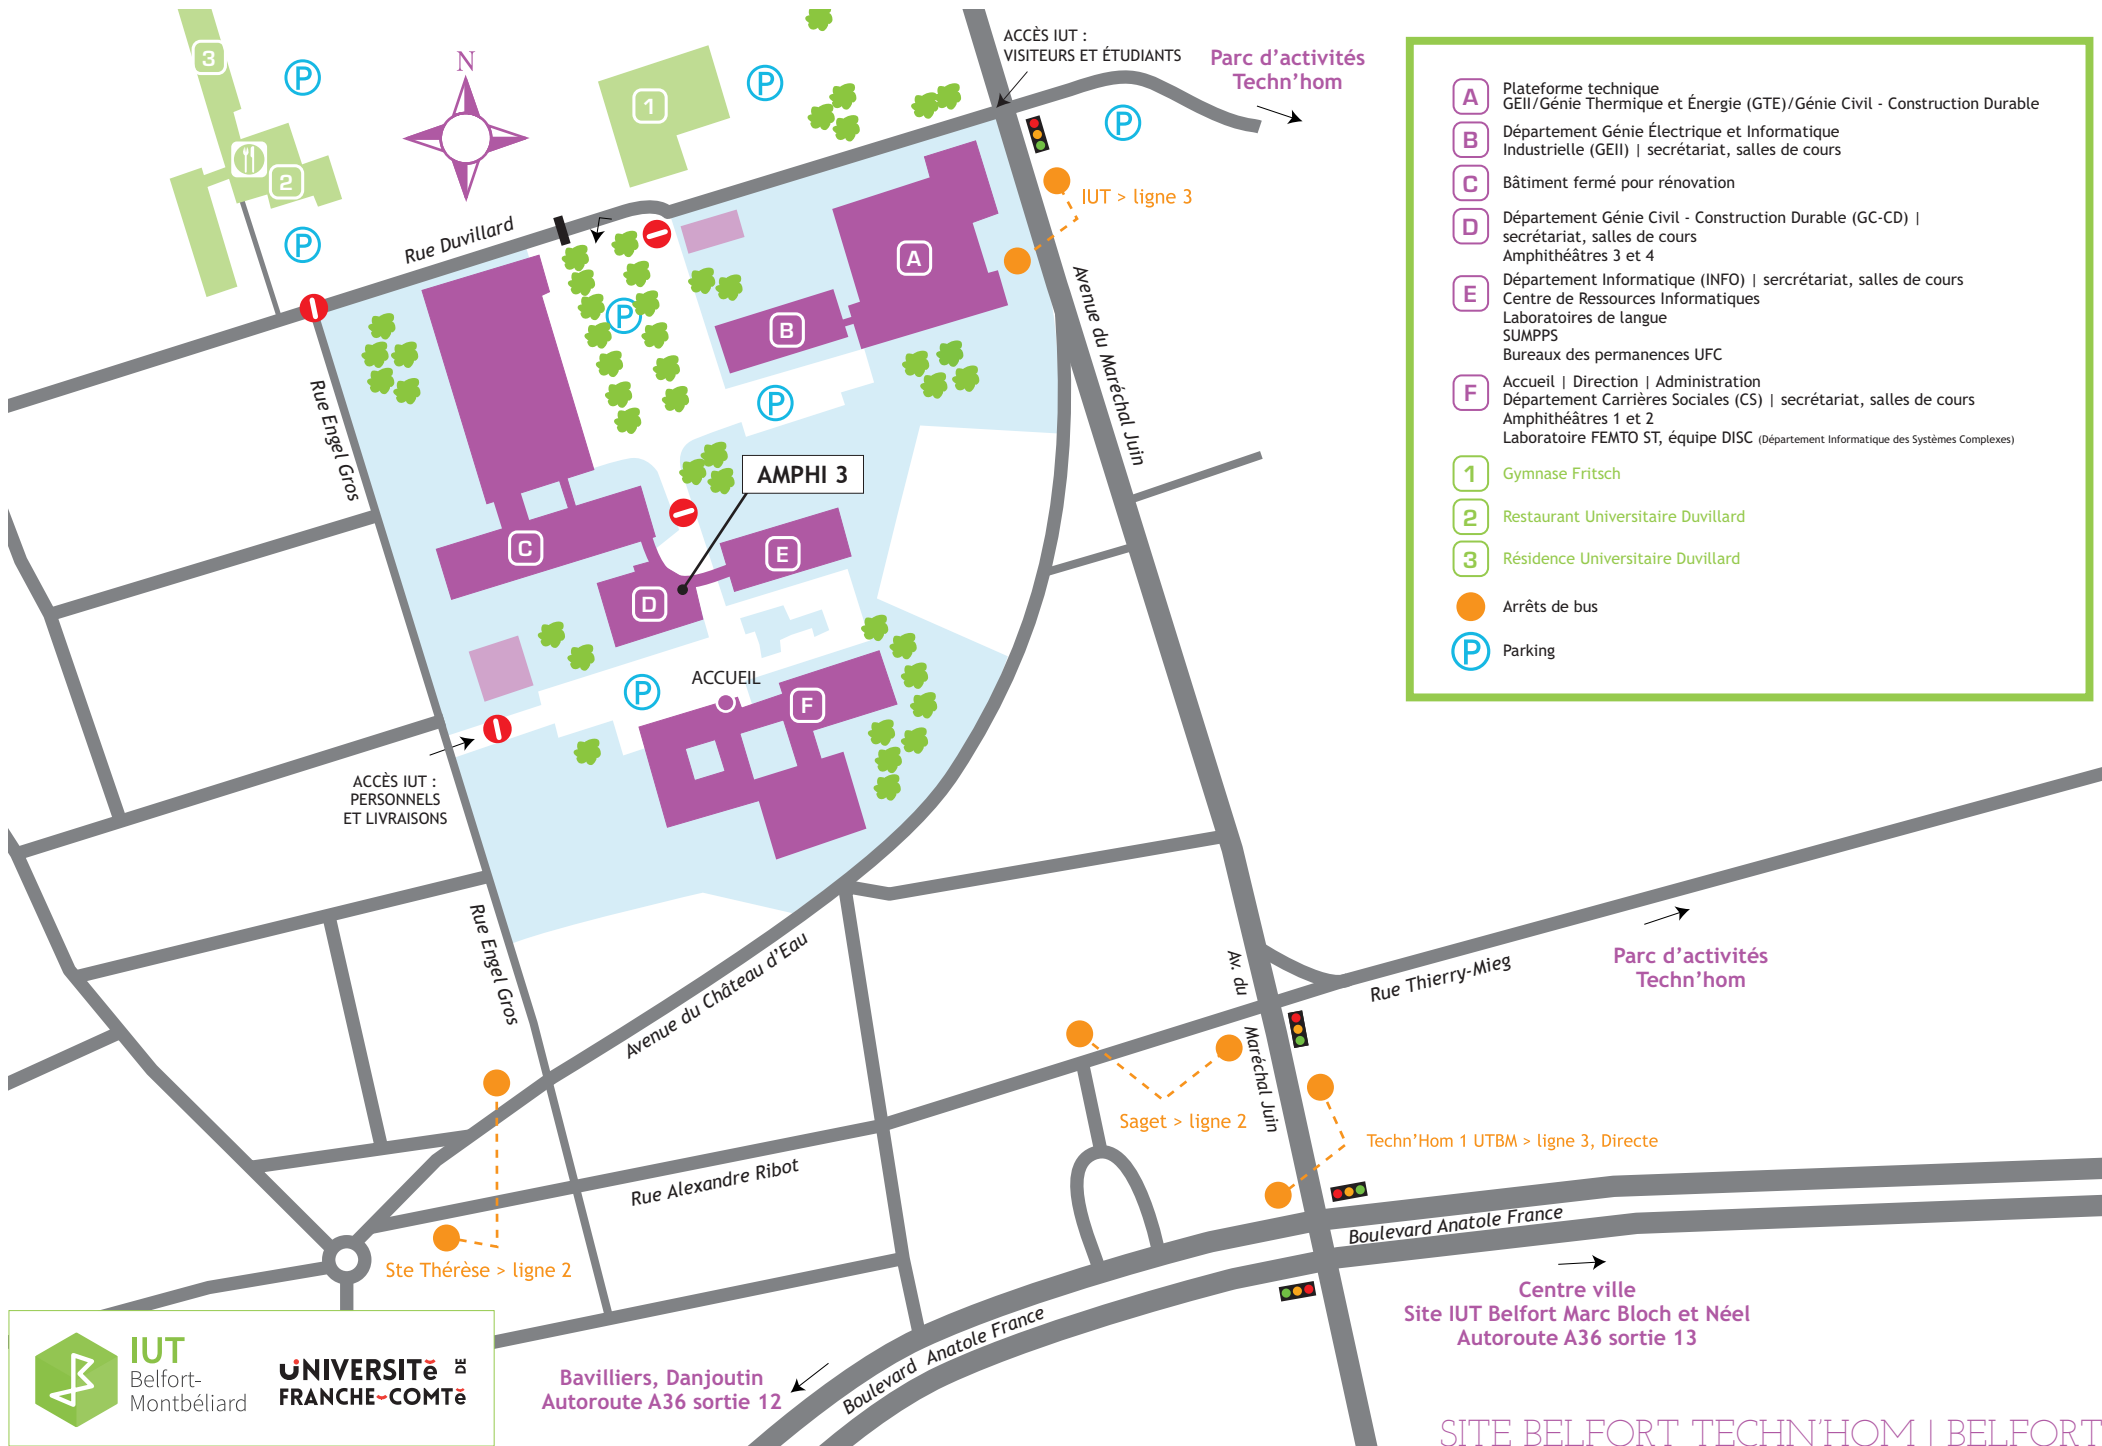 ACCÈS IUT :
VISITEURS ET ÉTUDIANTS
Parc d’activités
Techn’hom
N
3
P
1
P
P
2
P
IUT > ligne 3
Rue Duvillard
A
B
P
P
Avenue du Maréchal Juin
Rue Engel Gros
AMPHI 3
C
E
D
ACCUEIL
P
F
ACCÈS IUT :
PERSONNELS
ET LIVRAISONS
Rue Engel Gros
Avenue du Château d’Eau
Av. du
Maréchal Juin
Rue Thierry-Mieg
Parc d’activités
Techn’hom
Saget > ligne 2
Techn’Hom 1 UTBM > ligne 3, Directe
Rue Alexandre Ribot
Ste Thérèse > ligne 2
Boulevard Anatole France
Boulevard Anatole France
Centre ville
Site IUT Belfort Marc Bloch et Néel
Autoroute A36 sortie 13
Bavilliers, Danjoutin
Autoroute A36 sortie 12
A
Plateforme technique
GEII/Génie Thermique et Énergie (GTE)/Génie Civil - Construction Durable
B
Département Génie Électrique et Informatique
Industrielle (GEII) | secrétariat, salles de cours
C
Bâtiment fermé pour rénovation
D
Département Génie Civil - Construction Durable (GC-CD) |
secrétariat, salles de cours
Amphithéâtres 3 et 4
E
Département Informatique (INFO) | sercrétariat, salles de cours
Centre de Ressources Informatiques
Laboratoires de langue
SUMPPS
Bureaux des permanences UFC
F
Accueil | Direction | Administration
Département Carrières Sociales (CS) | secrétariat, salles de cours
Amphithéâtres 1 et 2
Laboratoire FEMTO ST, équipe DISC (Département Informatique des Systèmes Complexes)
1
Gymnase Fritsch
2
Restaurant Universitaire Duvillard
3
Résidence Universitaire Duvillard
Arrêts de bus
P
Parking
IUT
Belfort-
Montbéliard
UNIVERSITĕ DE
FRANCHE-COMTĕ
SITE BELFORT TECHN’HOM | BELFORT